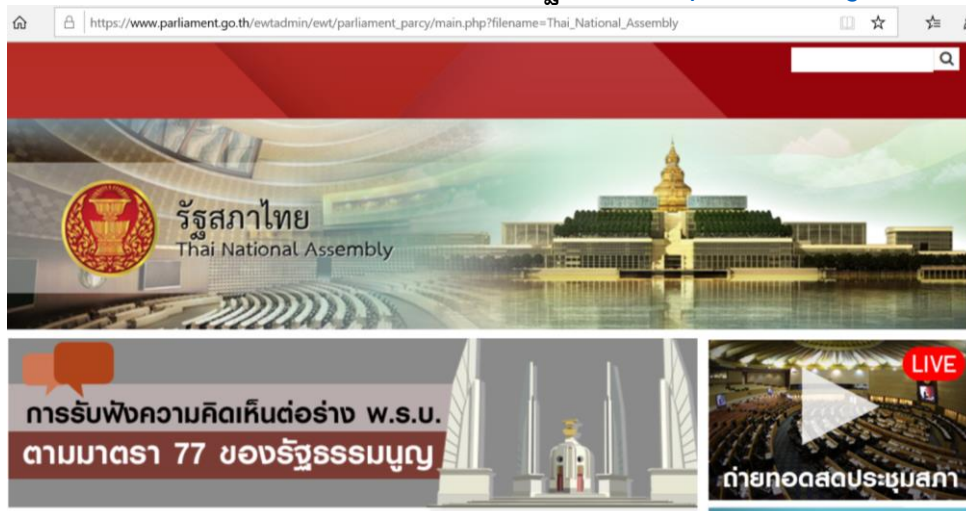 https://www.parliament.go.th/ewtadmin/ewt/parliament_parcy/main.php?filename=Thai_National_Assembly
รัฐสภาไทย
Thai National Assembly
การรับฟังความคิดเห็นต่อร่าง พ.ร.บ.
ตามมาตรา 77 ของรัฐธรรมนูญ
LIVE
ถ่ายทอดสดประชุมสภา